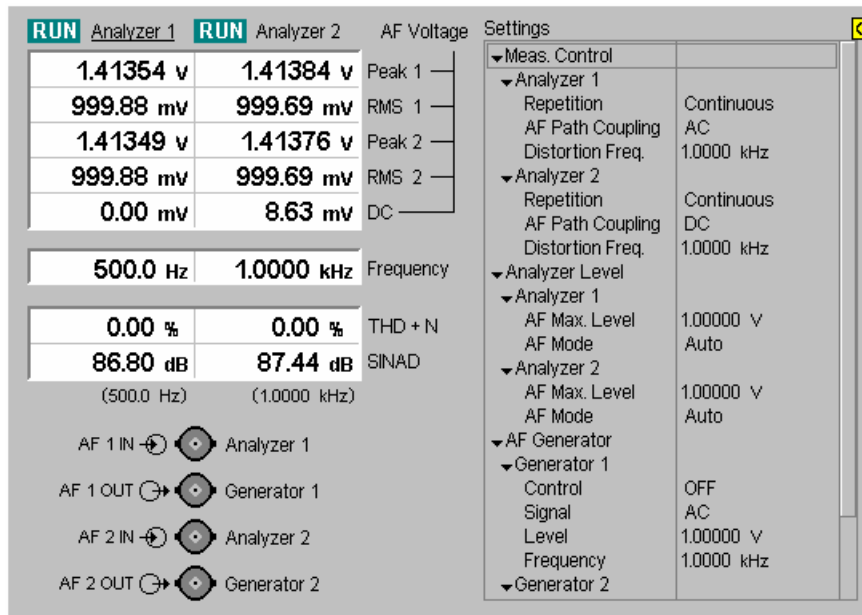 RUN Analyzer 1 RUN Analyzer 2 AF Voltage
1.41354 V 1.41384 V Peak 1
999.88 mV 999.69 mV RMS 1
1.41349 V 1.41376 V Peak 2
999.88 mV 999.69 mV RMS 2
0.00 mV 8.63 mV DC
500.0 Hz 1.0000 kHz Frequency
0.00 % 0.00 % THD + N
86.80 dB 87.44 dB SINAD
(500.0 Hz) (1.0000 kHz)
AF 1 IN Analyzer 1
AF 1 OUT Generator 1
AF 2 IN Analyzer 2
AF 2 OUT Generator 2
Settings
Meas. Control
Analyzer 1
Repetition Continuous
AF Path Coupling AC
Distortion Freq. 1.0000 kHz
Analyzer 2
Repetition Continuous
AF Path Coupling DC
Distortion Freq. 1.0000 kHz
Analyzer Level
Analyzer 1
AF Max. Level 1.00000 V
AF Mode Auto
Analyzer 2
AF Max. Level 1.00000 V
AF Mode Auto
AF Generator
Generator 1
Control OFF
Signal AC
Level 1.00000 V
Frequency 1.0000 kHz
Generator 2